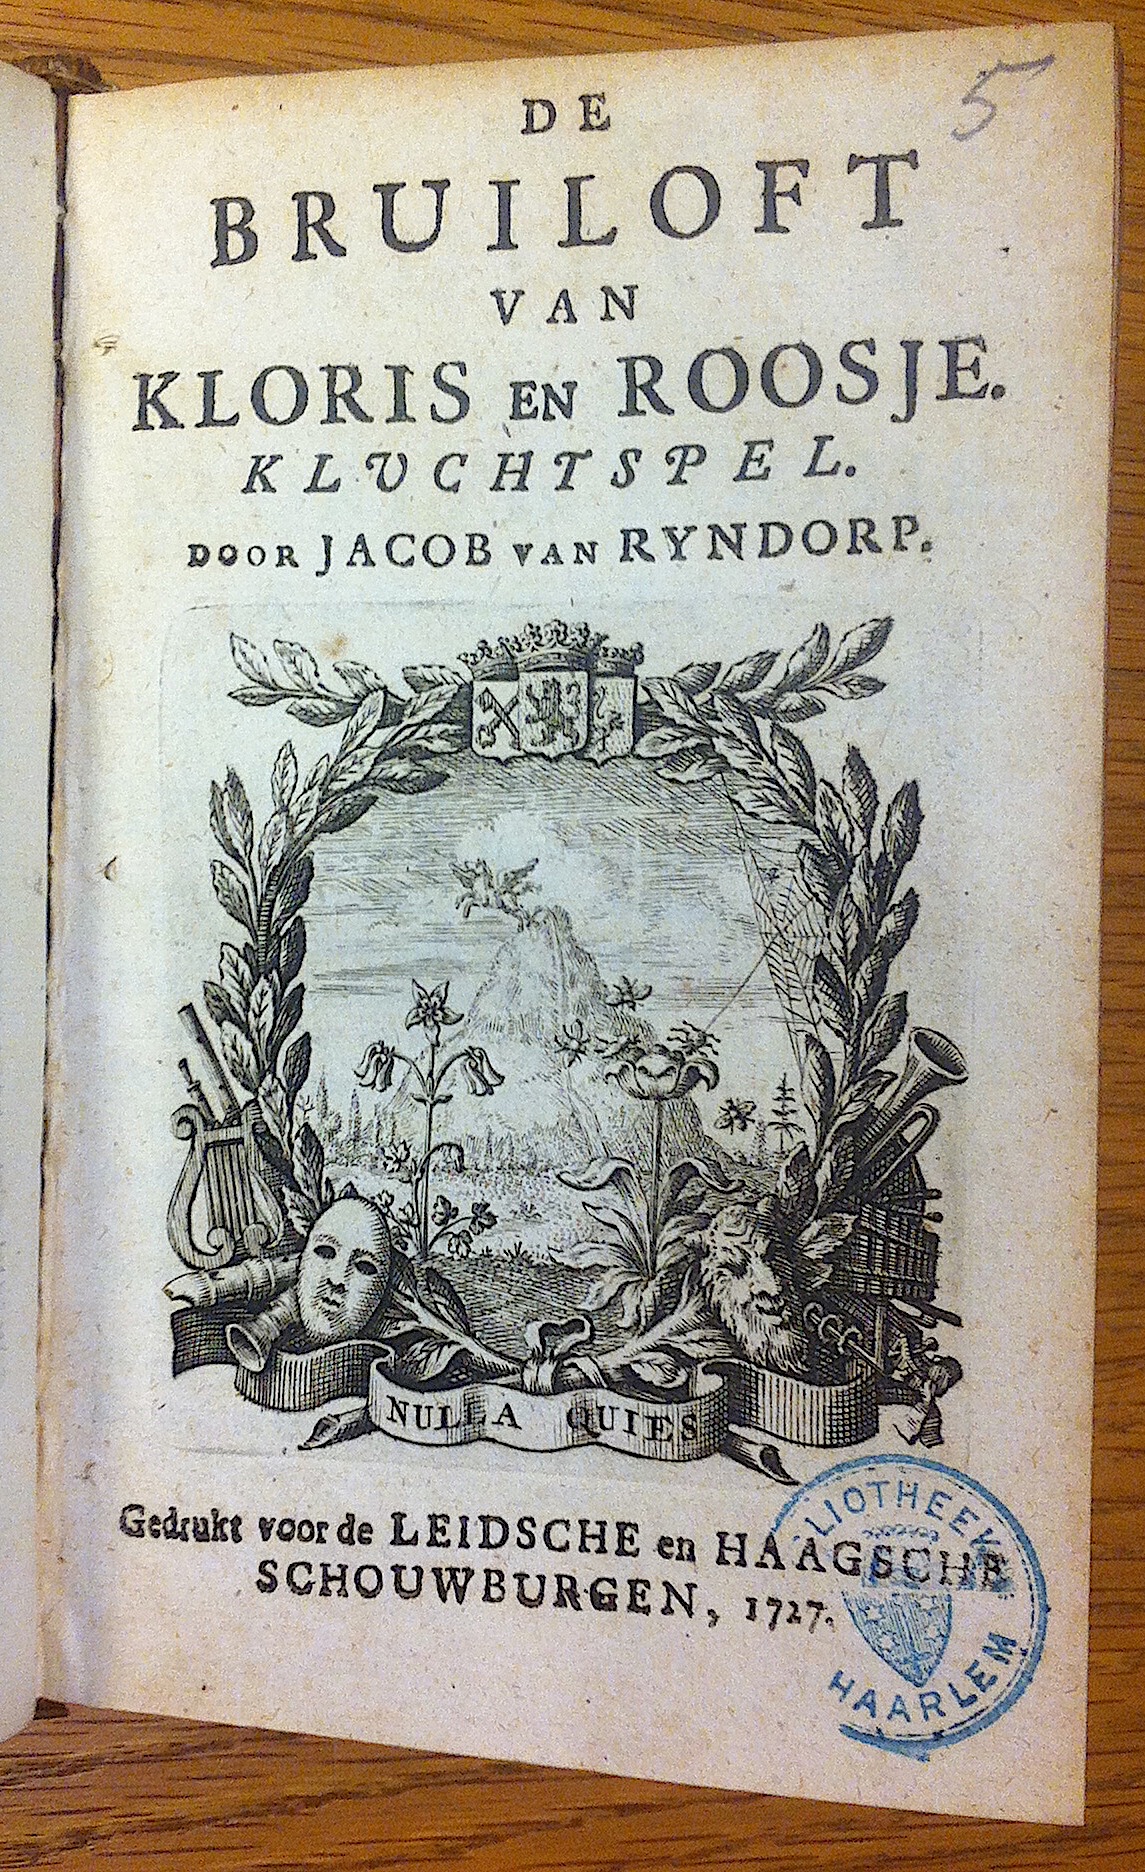 5
DE
BRUILOFT
VAN
KLORIS EN ROOSJE.
KLUCHTSPEL.
DOOR JACOB VAN RYNDORP.
NULLA QUIES
Gedrukt voor de LEIDSCHE en HAAGSCHE
SCHOUWBURGEN, 1727.
HAARLEM